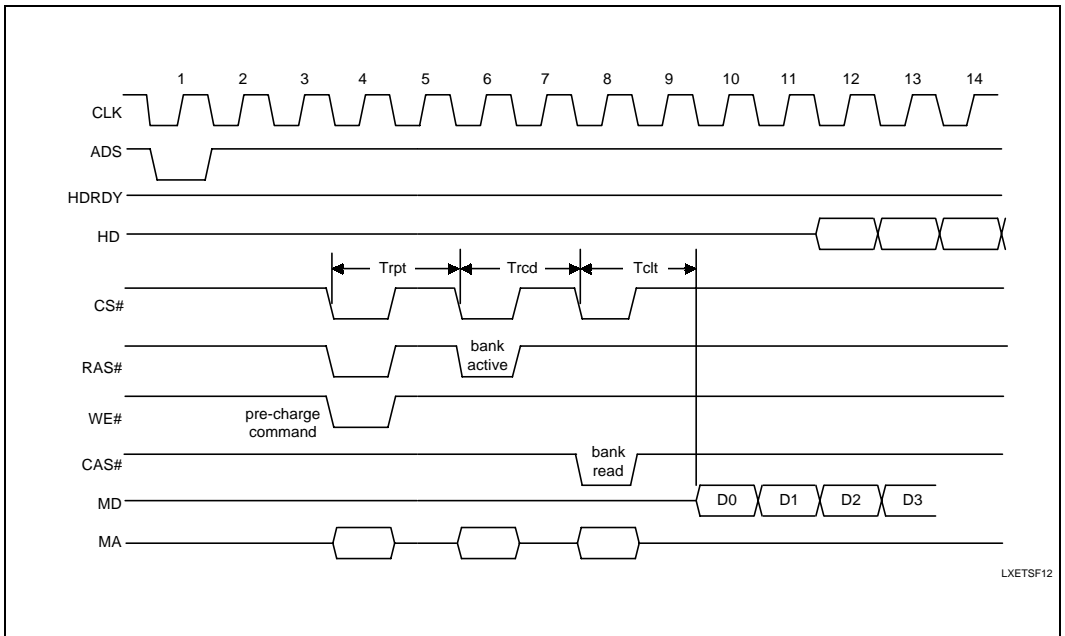 1 2 3 4 5 6 7 8 9 10 11 12 13 14
CLK
ADS
HDRDY
HD
Trpt Trcd Tclt
CS#
RAS#
bank
active
WE#
pre-charge
command
CAS#
bank
read
MD
D0 D1 D2 D3
MA
LXETSF12